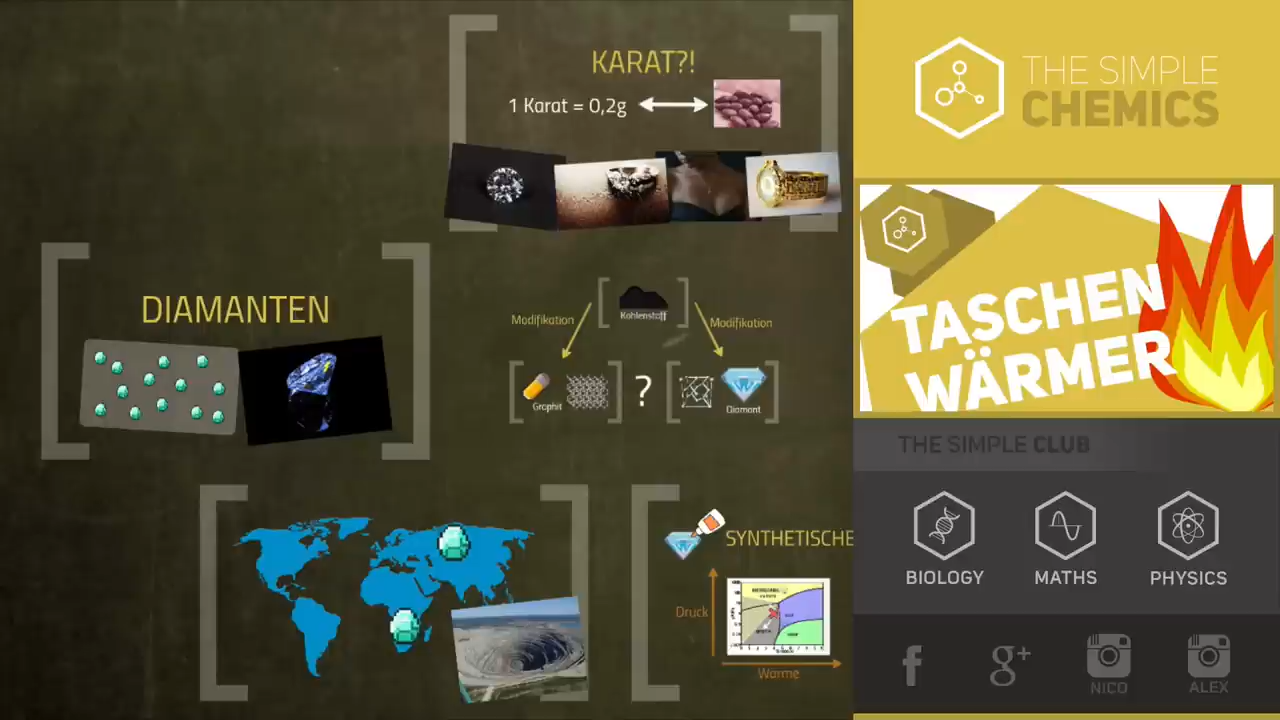 KARAT?!
1 Karat = 0,2g
DIAMANTEN
Kohlenstoff
Modifikation
Modifikation
Graphit
?
Diamant
SYNTHETISCHE
Druck
Wärme
THE SIMPLE
CHEMICS
TASCHEN
WÄRMER
THE SIMPLE CLUB
BIOLOGY
MATHS
PHYSICS
f
g+
NICO
ALEX